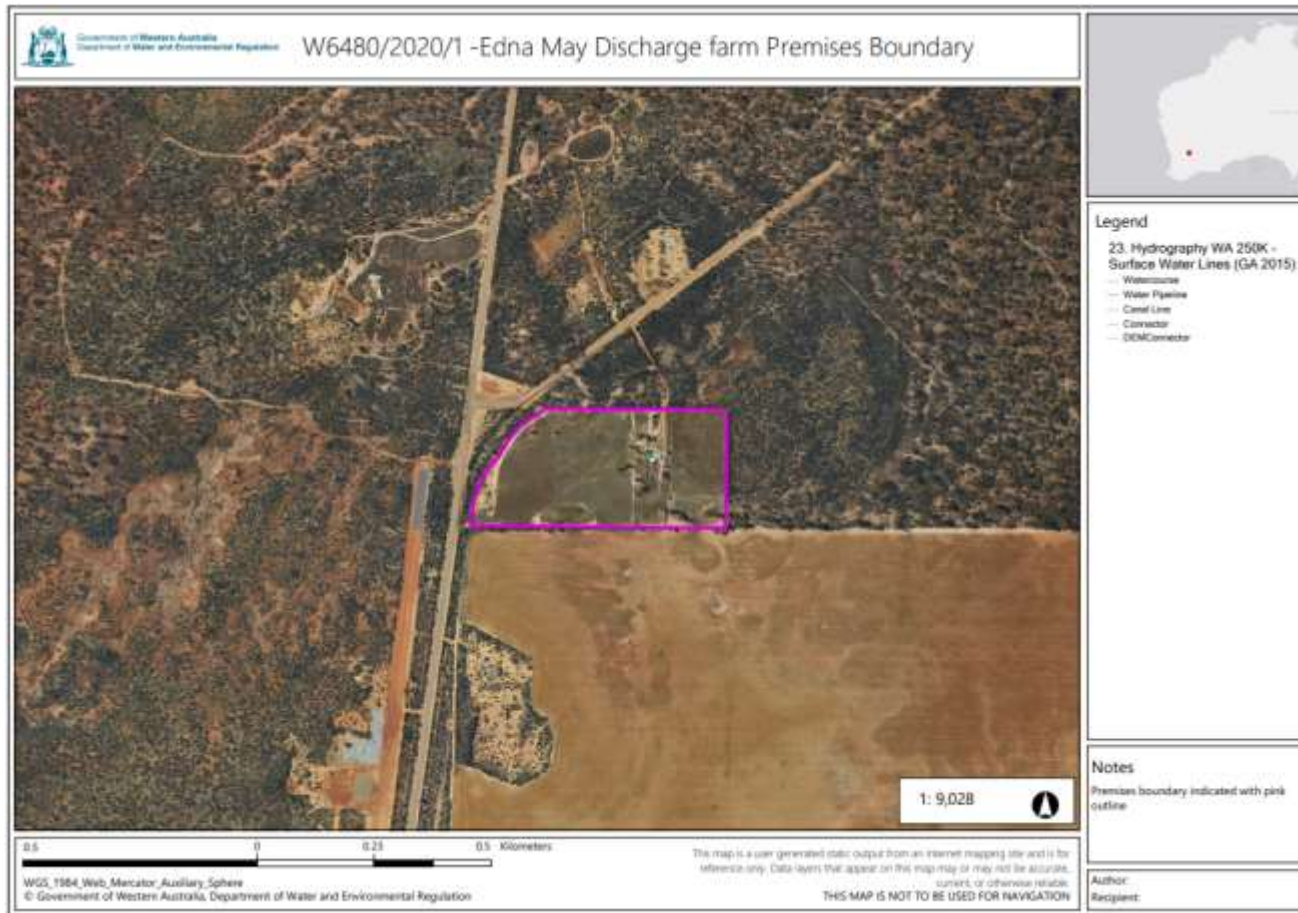 Government of Western Australia
Department of Water and Environmental Regulation
W6480/2020/1 -Edna May Discharge farm Premises Boundary
Legend
23. Hydrography WA 250K -
Surface Water Lines (GA 2015)
Watercourse
Water Pipeline
Canal Line
Connector
DEMConnector
1: 9,028
Notes
Premises boundary indicated with pink
outline
0.5 0 0.23 0.5 Kilometers
WGS_1984_Web_Mercator_Auxiliary_Sphere
© Government of Western Australia, Department of Water and Environmental Regulation
This map is a user generated static output from an Internet mapping site and is for
reference only. Data layers that appear on this map may or may not be accurate,
current, or otherwise reliable.
THIS MAP IS NOT TO BE USED FOR NAVIGATION
Author:
Recipient: